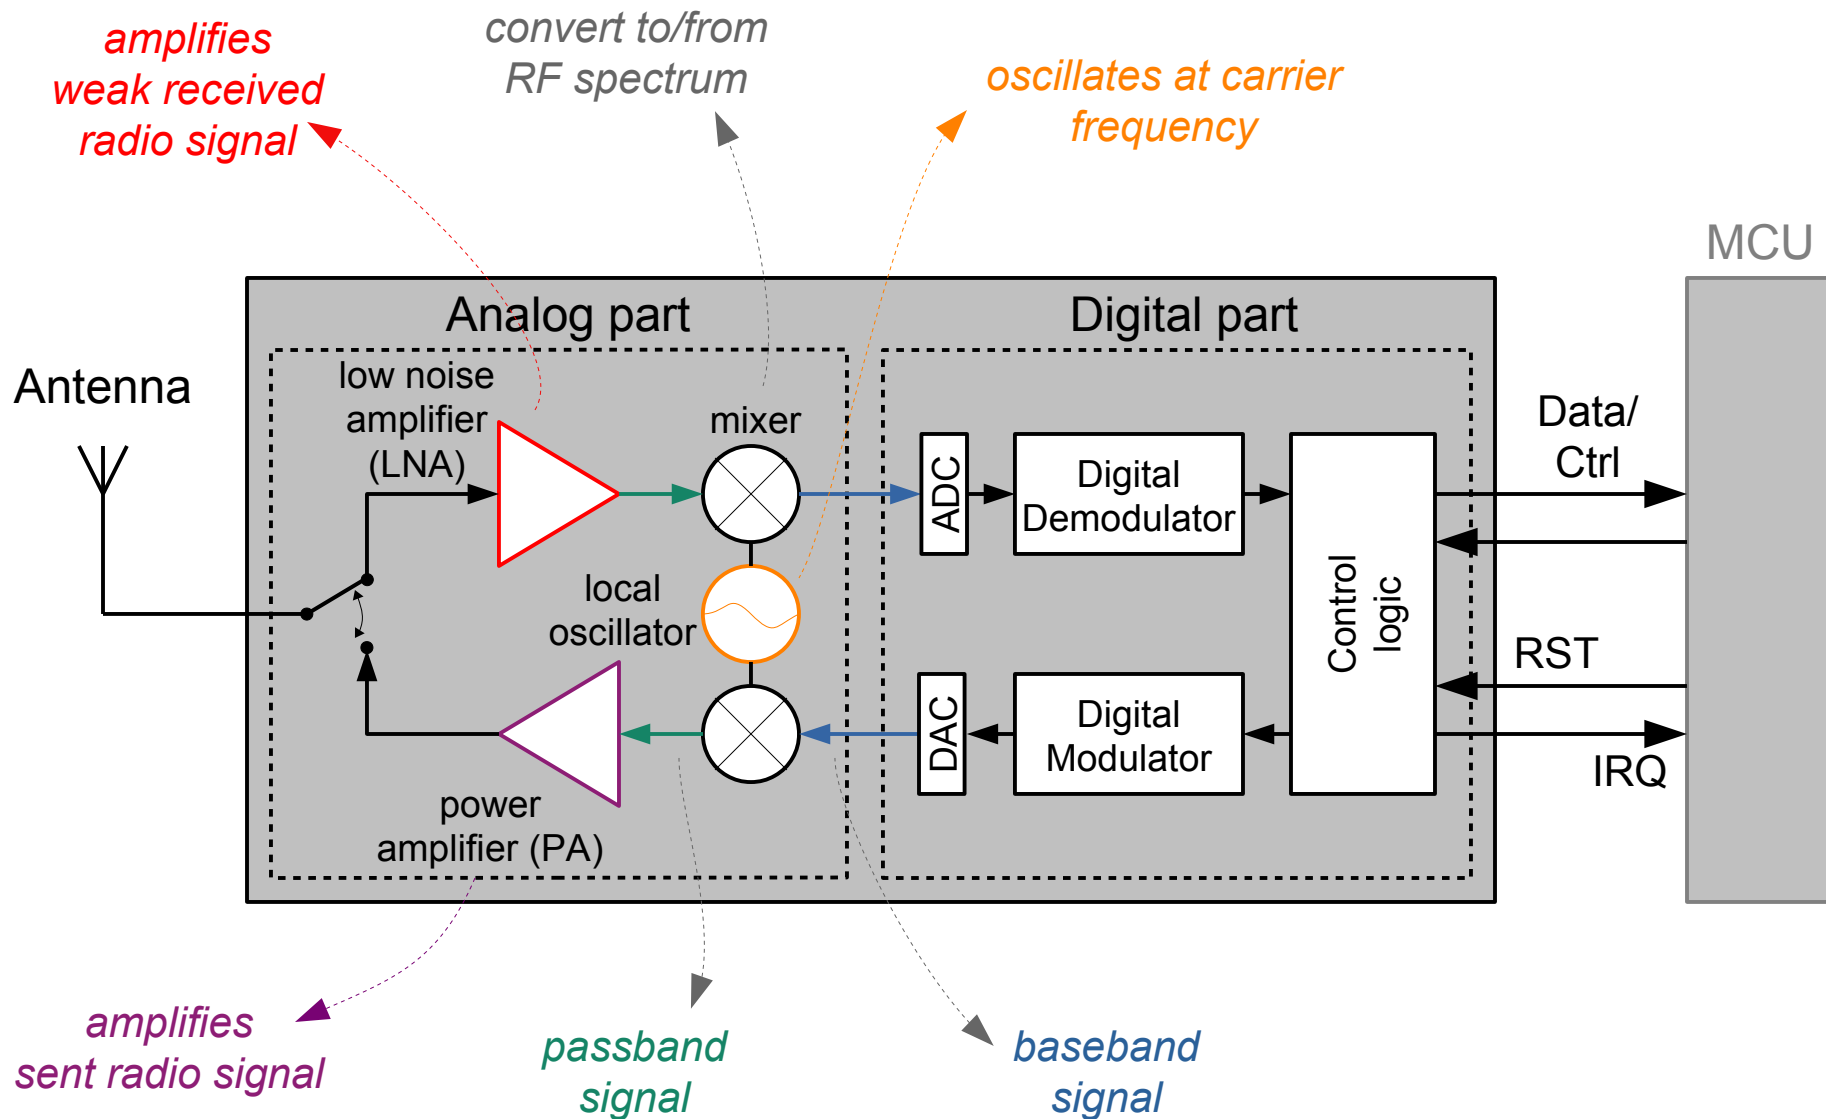 amplifies
weak received
radio signal
convert to/from
RF spectrum
oscillates at carrier
frequency
MCU
Analog part
Digital part
Antenna
low noise
amplifier
(LNA)
mixer
ADC
Digital
Demodulator
Data/
Ctrl
local
oscillator
Control
logic
RST
DAC
Digital
Modulator
IRQ
power
amplifier (PA)
amplifies
sent radio signal
passband
signal
baseband
signal